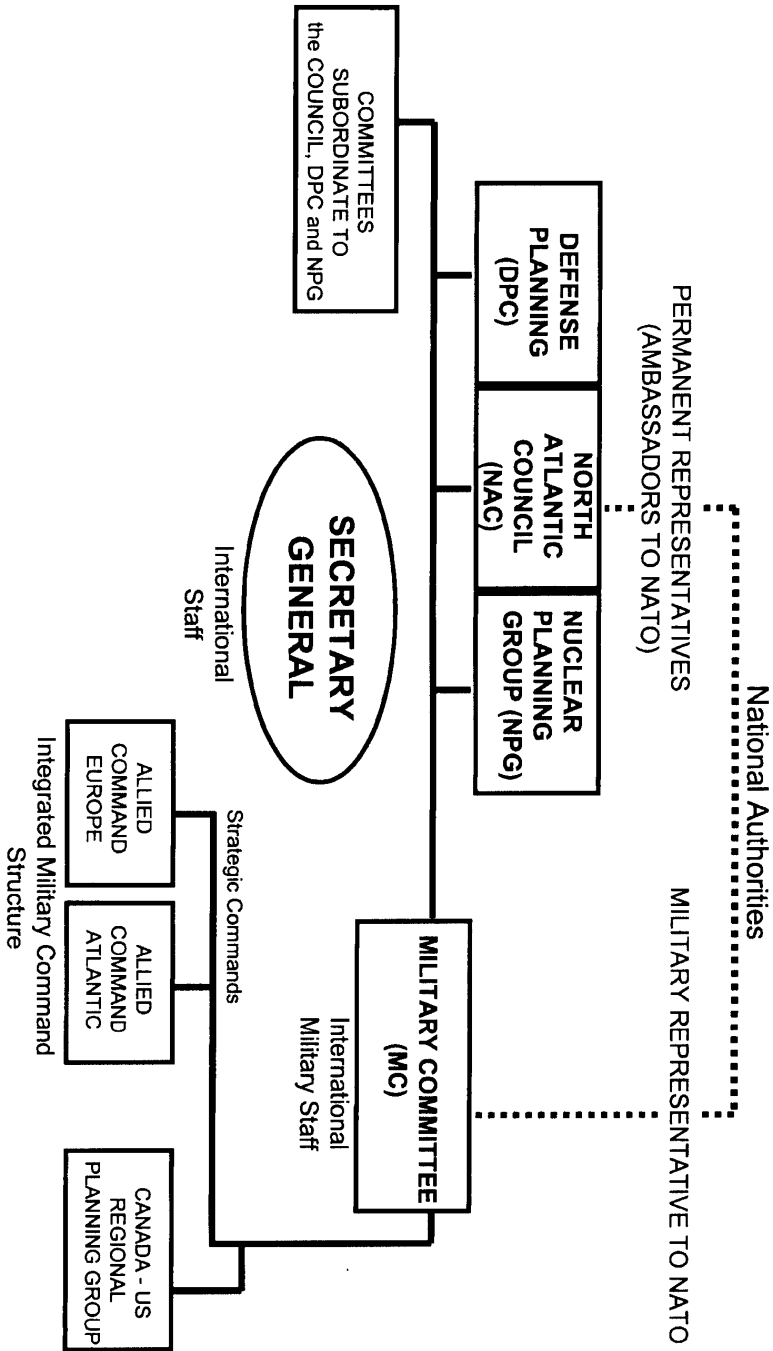 National Authorities
PERMANENT REPRESENTATIVES
(AMBASSADORS TO NATO)
MILITARY REPRESENTATIVE TO NATO
DEFENSE
PLANNING
(DPC)
NORTH
ATLANTIC
COUNCIL
(NAC)
NUCLEAR
PLANNING
GROUP (NPG)
COMMITTEES
SUBORDINATE TO
the COUNCIL, DPC and NPG
SECRETARY
GENERAL
International
Staff
MILITARY COMMITTEE
(MC)
International
Military Staff
Strategic Commands
ALLIED
COMMAND
EUROPE
ALLIED
COMMAND
ATLANTIC
Integrated Military Command
Structure
CANADA - US
REGIONAL
PLANNING GROUP